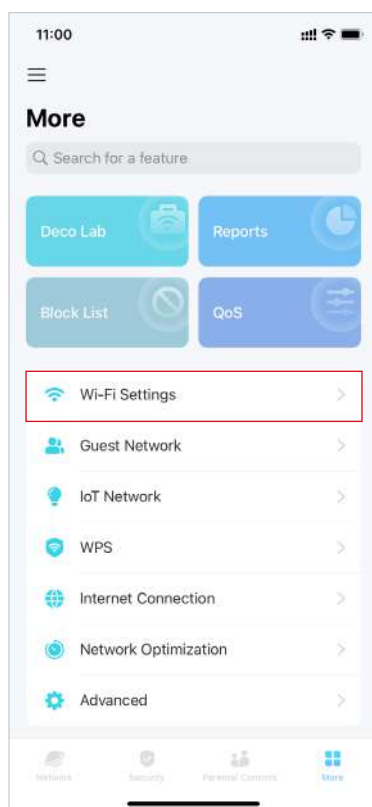 11:00
More
Search for a feature
Deco Lab
Reports
Block List
QoS
Wi-Fi Settings
Guest Network
IoT Network
WPS
Internet Connection
Network Optimization
Advanced
Network
Security
Parental Controls
More